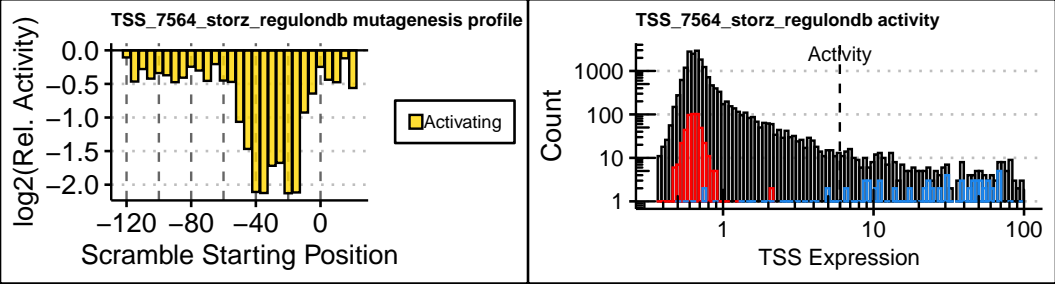 TSS_7564_storz_regulondb mutagenesis profile
log2(Rel. Activity)
0.0
−0.5
−1.0
−1.5
−2.0
−120 −80 −40 0
Scramble Starting Position
Activating
TSS_7564_storz_regulondb activity
Activity
Count
1000
100
10
1
1 10 100
TSS Expression